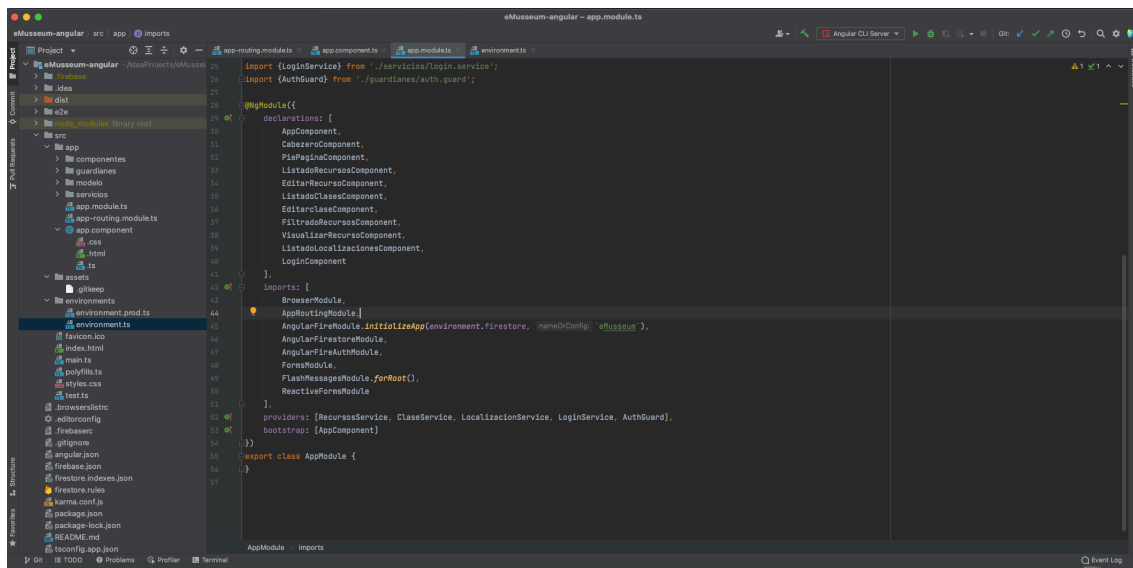 eMusseum-angular – app.module.ts
eMusseum-angular › src › app › imports
Angular CLI Server
Git:
Project
app-routing.module.ts
app.component.ts
app.module.ts
environment.ts
Project
Commit
Pull Requests
Structure
Favorites
eMusseum-angular ~/IdeaProjects/eMusseu
.firebase
.idea
dist
e2e
node_modules library root
src
app
componentes
guardianes
modelo
servicios
app.module.ts
app-routing.module.ts
app.component
.css
.html
.ts
assets
.gitkeep
environments
environment.prod.ts
environment.ts
favicon.ico
index.html
main.ts
polyfills.ts
styles.css
test.ts
.browserslistrc
.editorconfig
.firebaserc
.gitignore
angular.json
firebase.json
firestore.indexes.json
firestore.rules
karma.conf.js
package.json
package-lock.json
README.md
tsconfig.app.json
25 import {LoginService} from './servicios/login.service';
26 import {AuthGuard} from './guardianes/auth.guard';
27
28 @NgModule({
29 declarations: [
30 AppComponent,
31 CabezeroComponent,
32 PiePaginaComponent,
33 ListadoRecursosComponent,
34 EditarRecursoComponent,
35 ListadoClasesComponent,
36 EditarclaseComponent,
37 FiltradoRecursosComponent,
38 VisualizarRecursoComponent,
39 ListadoLocalizacionesComponent,
40 LoginComponent
41 ],
42 imports: [
43 BrowserModule,
44 AppRoutingModule,
45 AngularFireModule.initializeApp(environment.firestore, nameOrConfig: 'eMusseum'),
46 AngularFirestoreModule,
47 AngularFireAuthModule,
48 FormsModule,
49 FlashMessagesModule.forRoot(),
50 ReactiveFormsModule
51 ],
52 providers: [RecursosService, ClaseService, LocalizacionService, LoginService, AuthGuard],
53 bootstrap: [AppComponent]
54 })
55 export class AppModule {
56 }
57
1 1
AppModule › imports
Git
TODO
Problems
Profiler
Terminal
Event Log